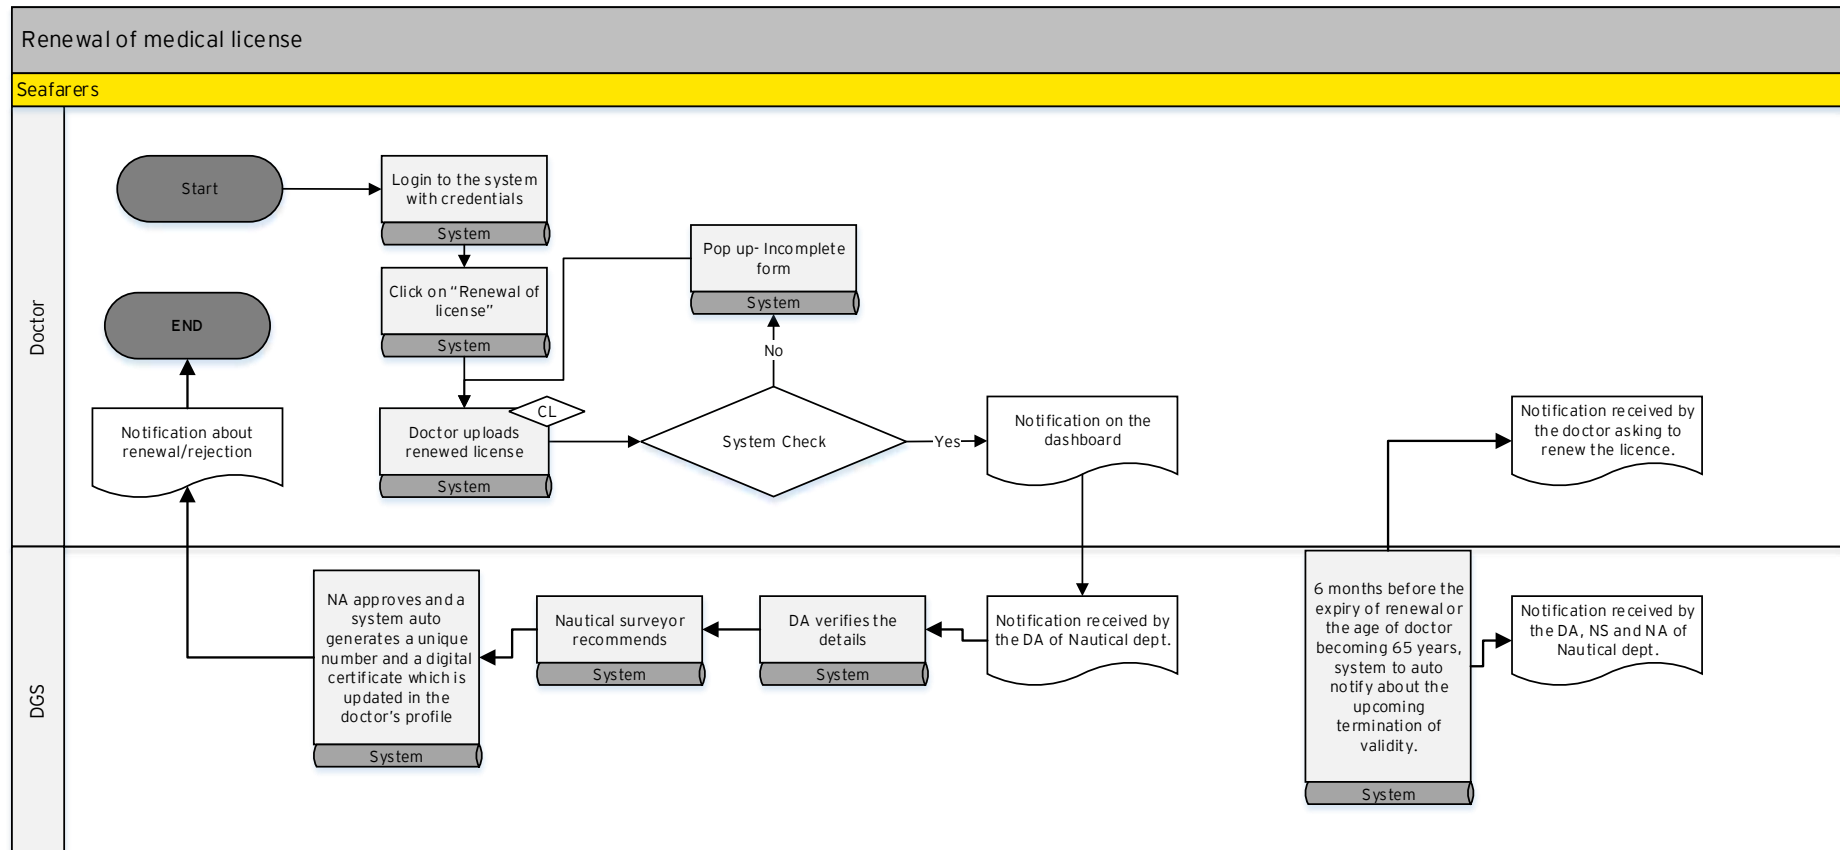 Renewal of medical license
Seafarers
Doctor
Start
Login to the system
with credentials
System
Click on “Renewal of
license”
System
Pop up- Incomplete
form
System
No
END
Notification about
renewal/rejection
CL
Doctor uploads
renewed license
System
System Check
Yes
Notification on the
dashboard
Notification received by
the doctor asking to
renew the licence.
DGS
NA approves and a
system auto
generates a unique
number and a digital
certificate which is
updated in the
doctor’s profile
System
Nautical surveyor
recommends
System
DA verifies the
details
System
Notification received by
the DA of Nautical dept.
6 months before the
expiry of renewal or
the age of doctor
becoming 65 years,
system to auto
notify about the
upcoming
termination of
validity.
System
Notification received by
the DA, NS and NA of
Nautical dept.